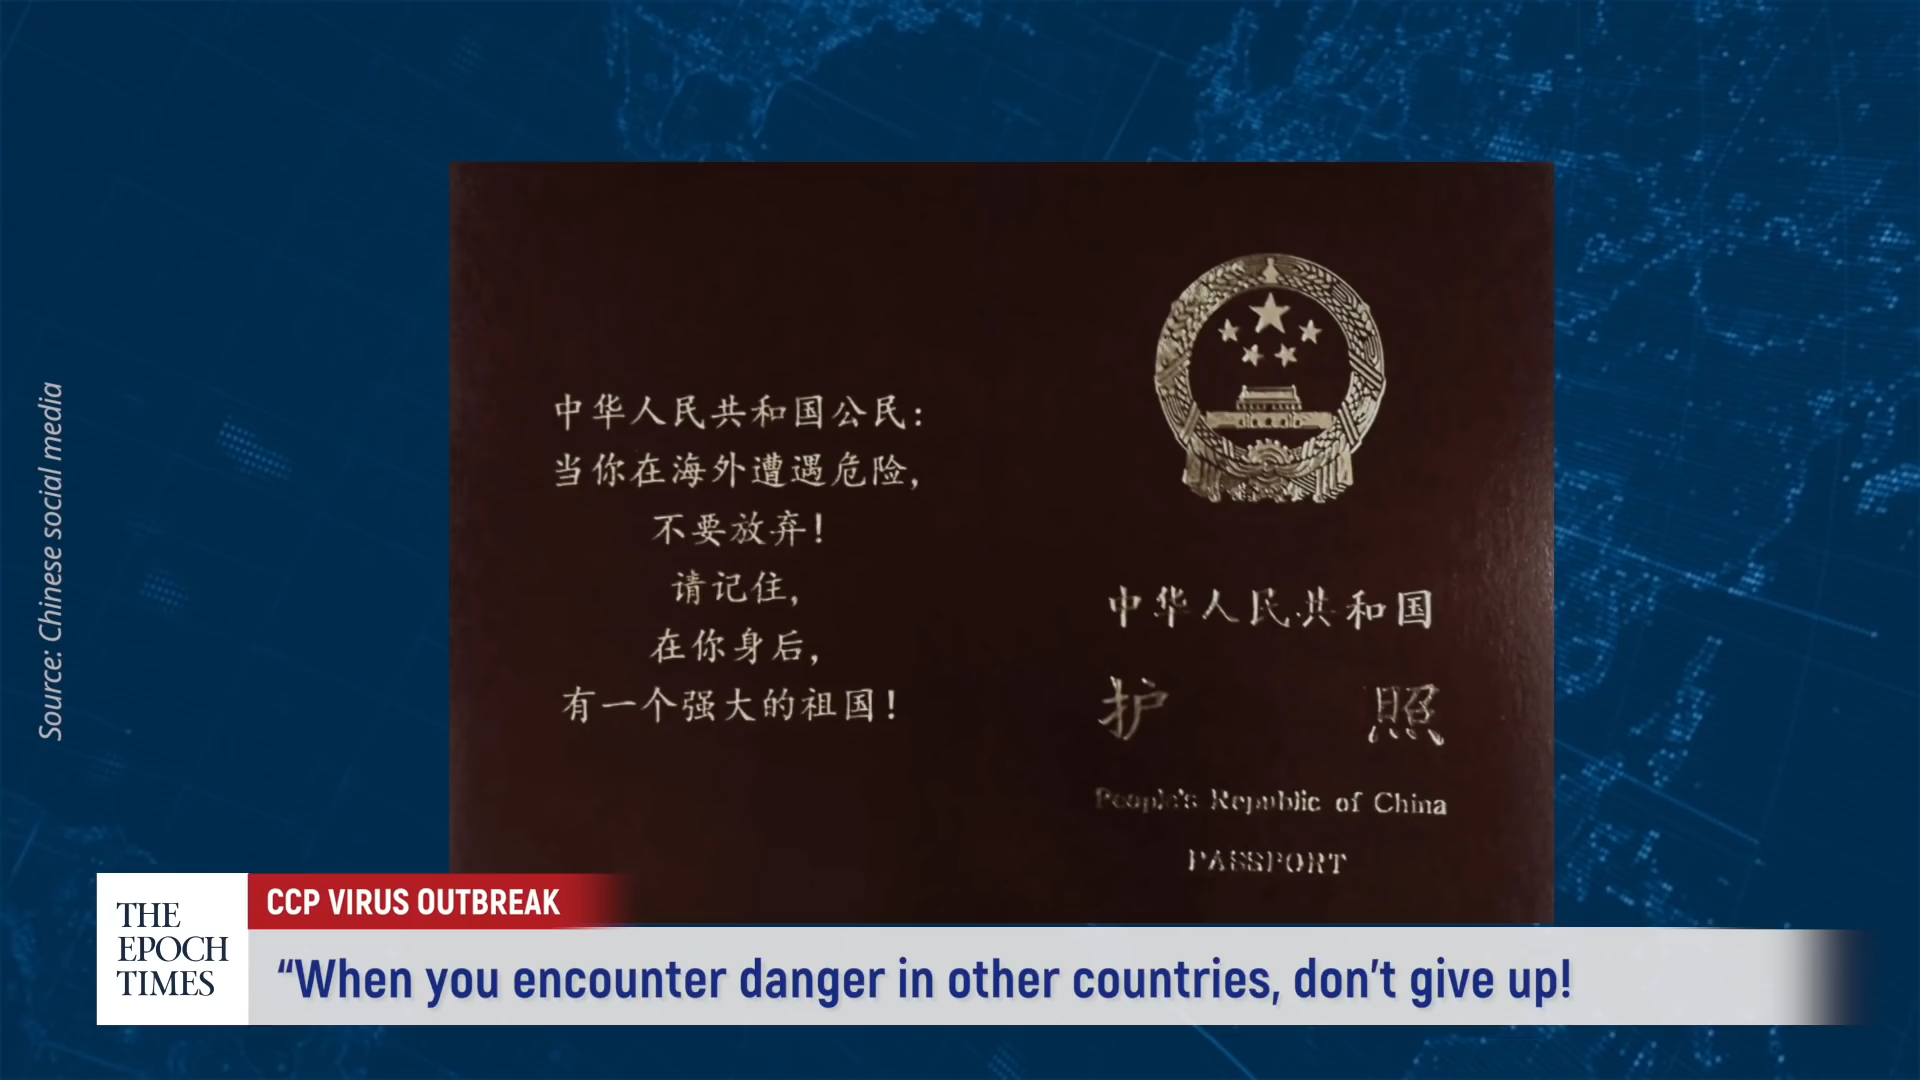 Source: Chinese social media
中华人民共和国公民:
当你在海外遭遇危险,
不要放弃!
请记住,
在你身后,
有一个强大的祖国!
中华人民共和国
护 照
People's Republic of China
PASSPORT
THE
EPOCH
TIMES
CCP VIRUS OUTBREAK
“When you encounter danger in other countries, don’t give up!